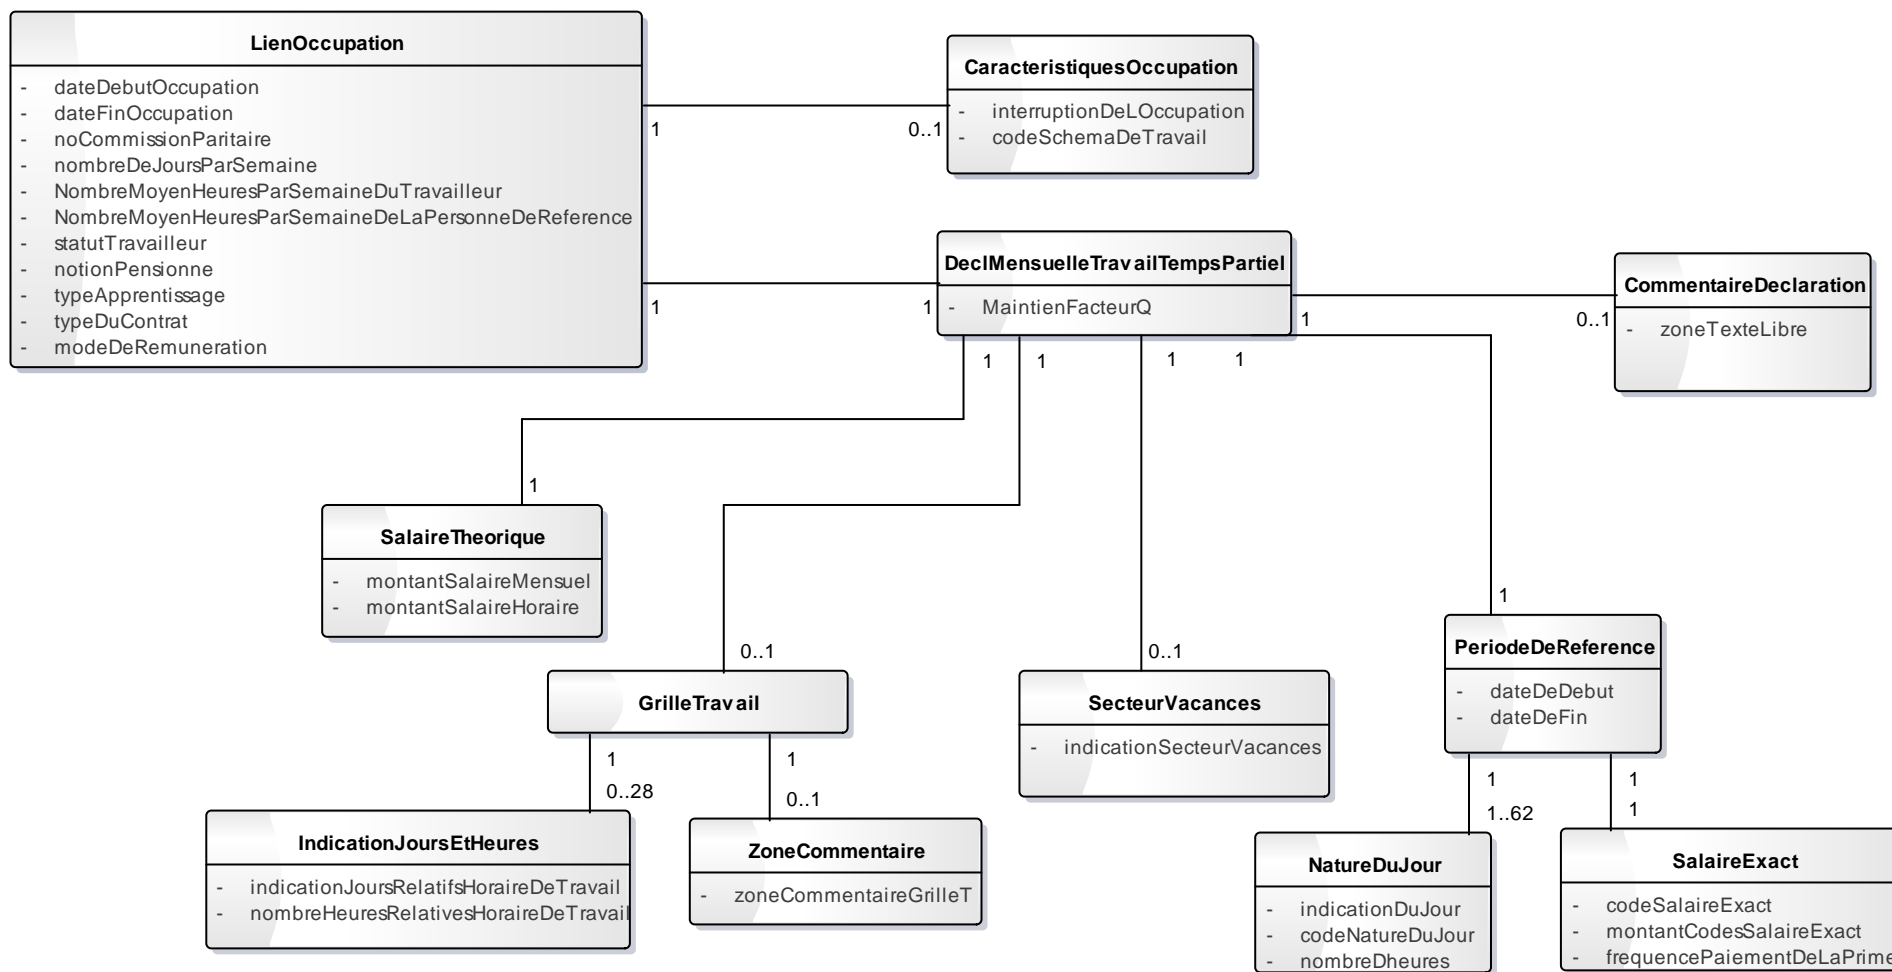 LienOccupation
- dateDebutOccupation
- dateFinOccupation
- noCommissionParitaire
- nombreDeJoursParSemaine
- NombreMoyenHeuresParSemaineDuTravailleur
- NombreMoyenHeuresParSemaineDeLaPersonneDeReference
- statutTravailleur
- notionPensionne
- typeApprentissage
- typeDuContrat
- modeDeRemuneration
1
0..1
CaracteristiquesOccupation
- interruptionDeLOccupation
- codeSchemaDeTravail
1
1
DeclMensuelleTravailTempsPartiel
- MaintienFacteurQ
1
0..1
CommentaireDeclaration
- zoneTexteLibre
1
1
1
1
1
SalaireTheorique
- montantSalaireMensuel
- montantSalaireHoraire
0..1
GrilleTravail
0..1
SecteurVacances
- indicationSecteurVacances
1
PeriodeDeReference
- dateDeDebut
- dateDeFin
1
0..28
1
0..1
IndicationJoursEtHeures
- indicationJoursRelatifsHoraireDeTravail
- nombreHeuresRelativesHoraireDeTravail
ZoneCommentaire
- zoneCommentaireGrilleT
1
1..62
1
1
NatureDuJour
- indicationDuJour
- codeNatureDuJour
- nombreDheures
SalaireExact
- codeSalaireExact
- montantCodesSalaireExact
- frequencePaiementDeLaPrime